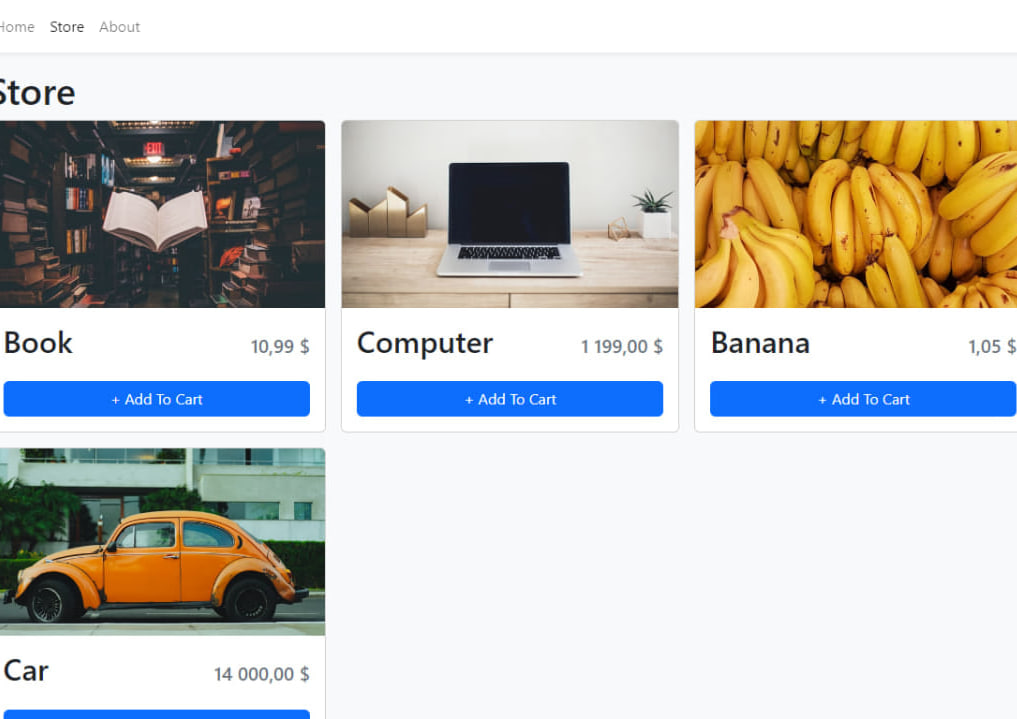 Home Store About
Store
EXIT
Book 10,99 $
+ Add To Cart
Computer 1 199,00 $
+ Add To Cart
Banana 1,05 $
+ Add To Cart
Car 14 000,00 $